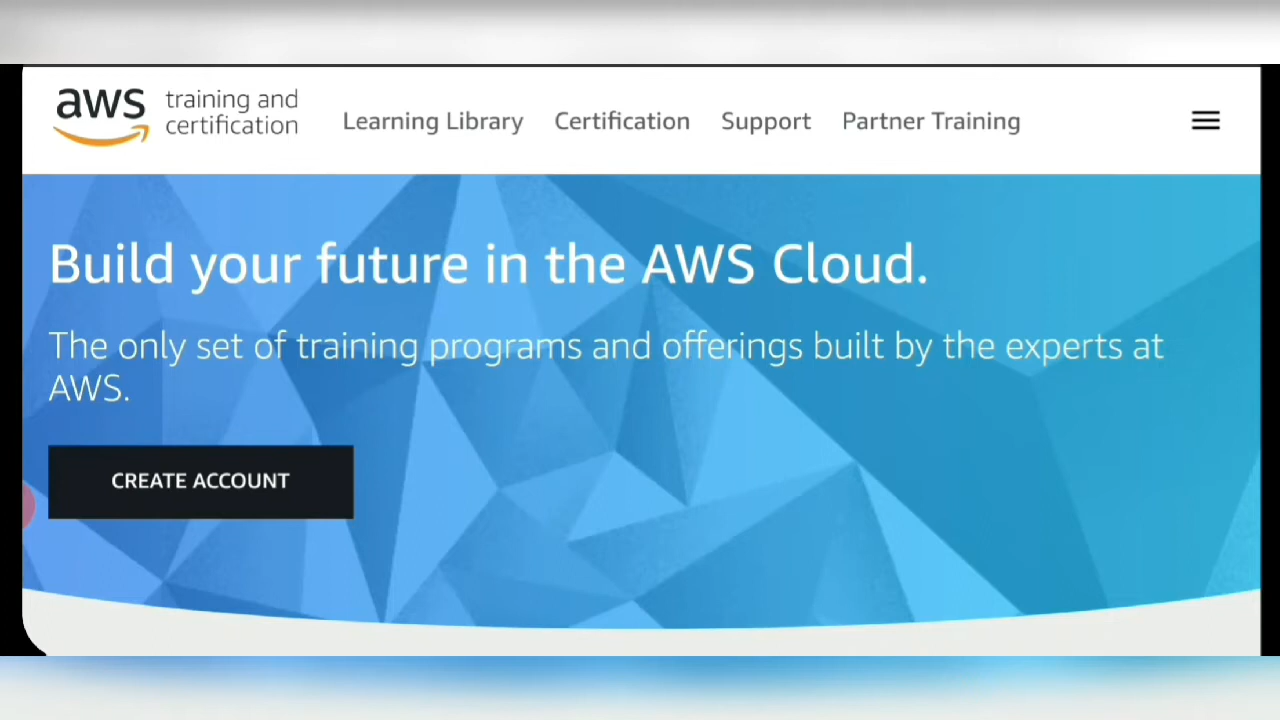 aws training and
certification
Learning Library Certification Support Partner Training
Build your future in the AWS Cloud.
The only set of training programs and offerings built by the experts at
AWS.
CREATE ACCOUNT